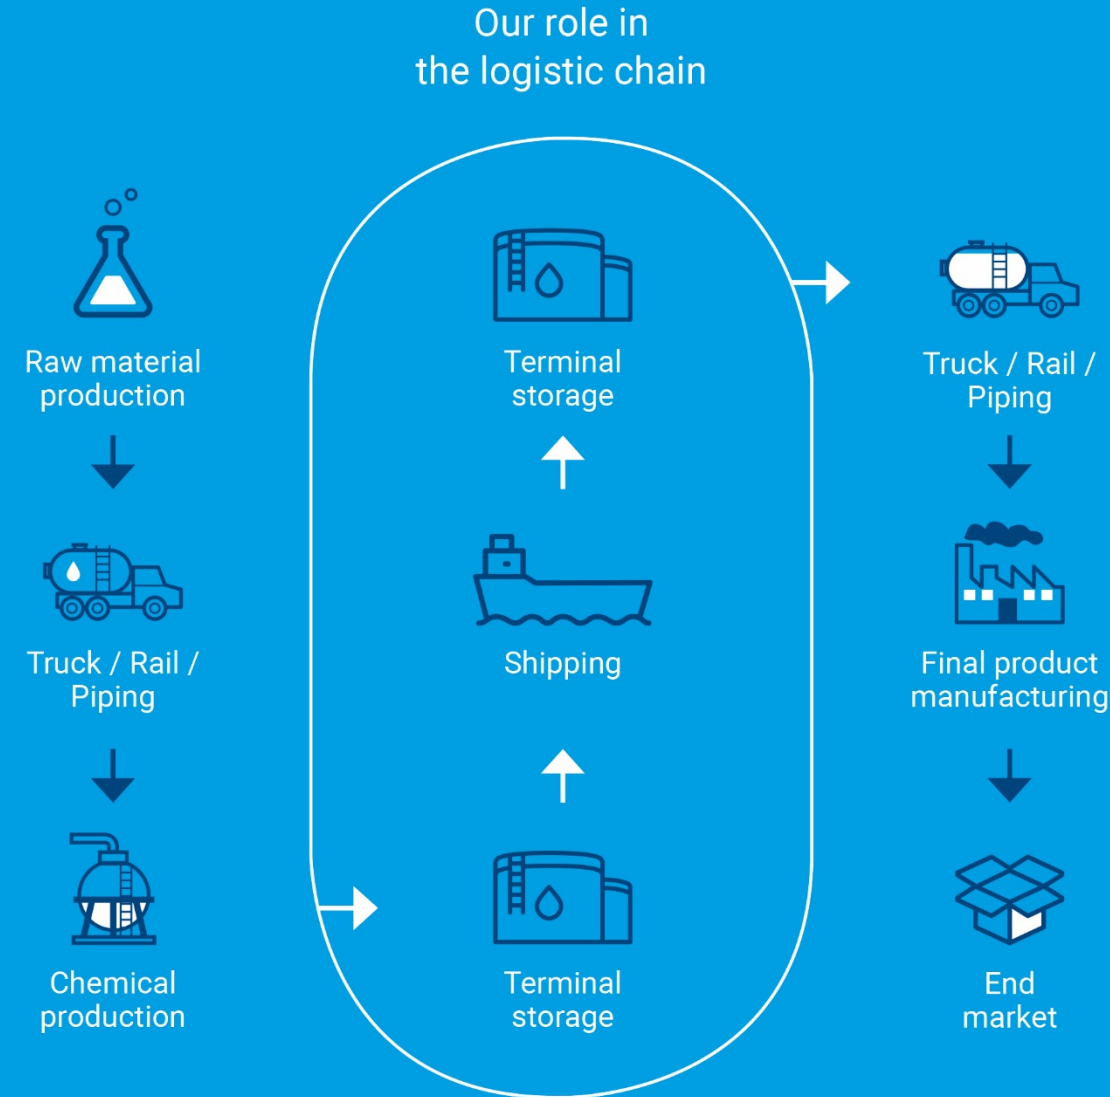 Our role in
the logistic chain
Raw material
production
Truck / Rail /
Piping
Chemical
production
Terminal
storage
Shipping
Terminal
storage
Truck / Rail /
Piping
Final product
manufacturing
End
market